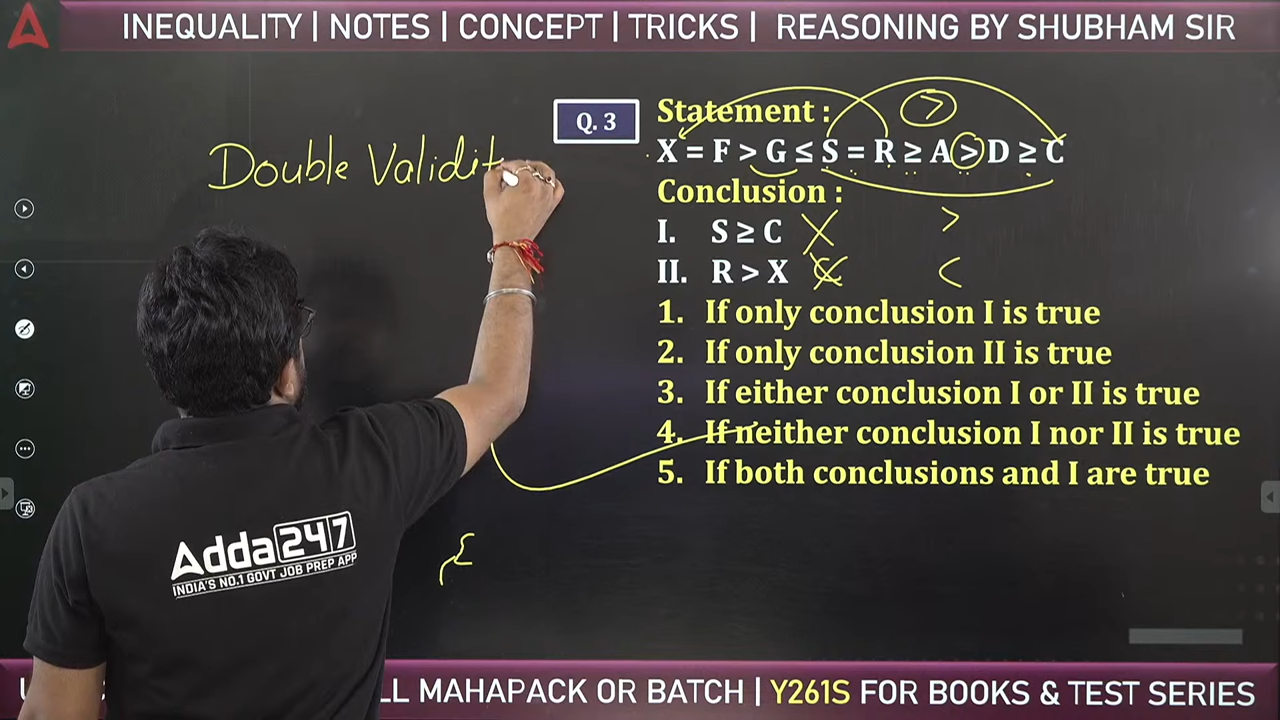 INEQUALITY | NOTES | CONCEPT | TRICKS | REASONING BY SHUBHAM SIR
Double Validit
Q. 3
Statement :
X = F > G ≤ S = R ≥ A > D ≥ C
>
Conclusion :
I. S ≥ C
>
II. R > X
<
1. If only conclusion I is true
2. If only conclusion II is true
3. If either conclusion I or II is true
4. If neither conclusion I nor II is true
5. If both conclusions and I are true
Adda247
INDIA'S NO.1 GOVT JOB PREP APP
LL MAHAPACK OR BATCH | Y261S FOR BOOKS & TEST SERIES